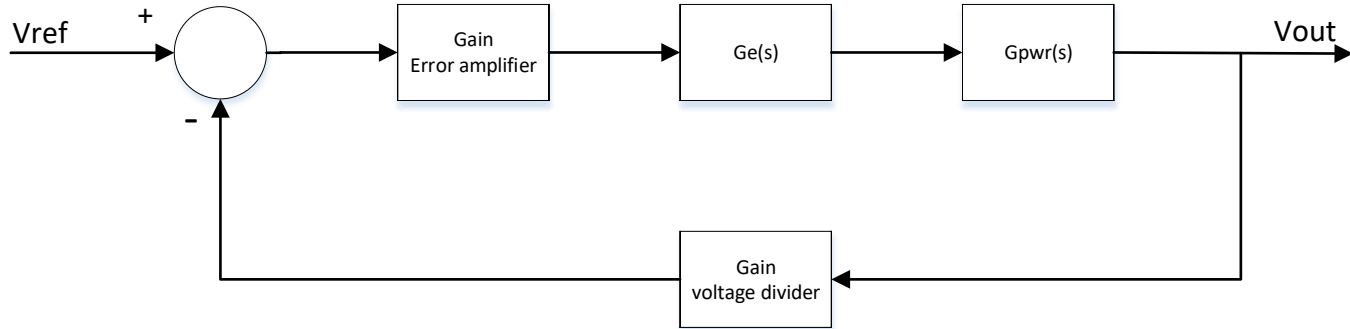 Vref
+
-
Gain
Error amplifier
Ge(s)
Gpwr(s)
Vout
Gain
voltage divider